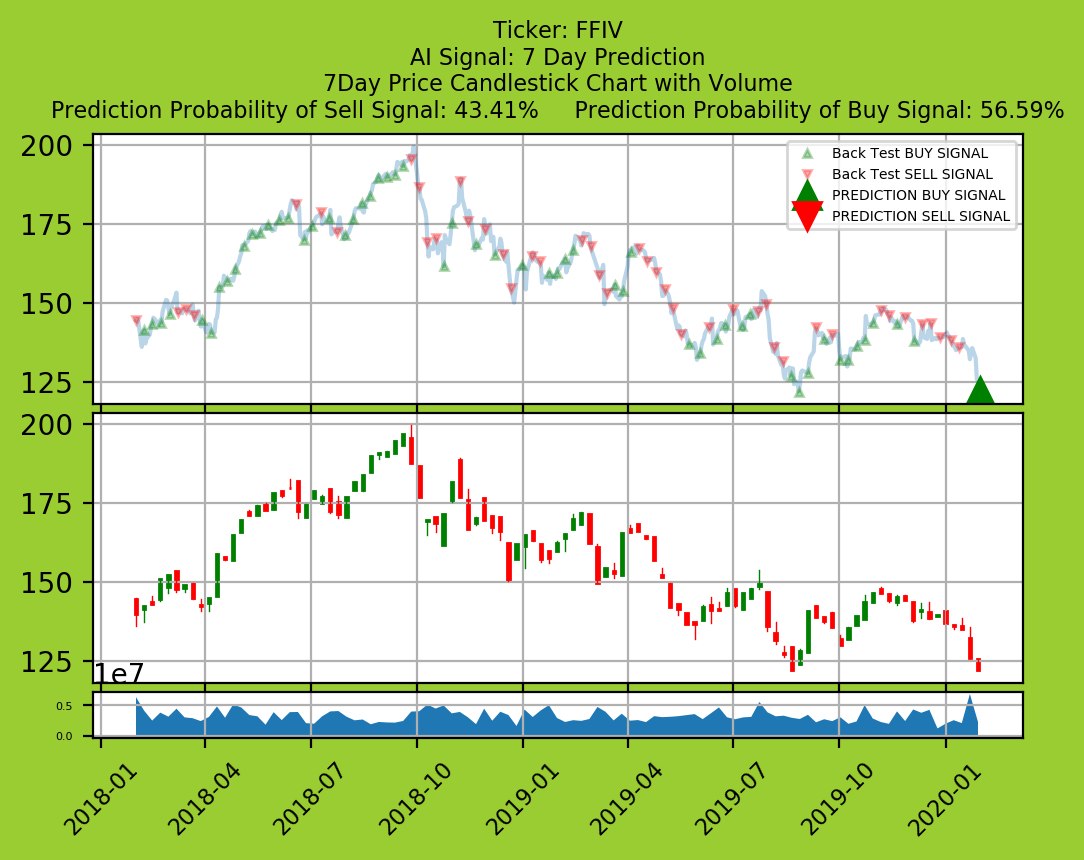 Ticker: FFIV
AI Signal: 7 Day Prediction
7Day Price Candlestick Chart with Volume
Prediction Probability of Sell Signal: 43.41% Prediction Probability of Buy Signal: 56.59%
200
175
150
125
Back Test BUY SIGNAL
Back Test SELL SIGNAL
PREDICTION BUY SIGNAL
PREDICTION SELL SIGNAL
200
175
150
125
1e7
0.5
0.0
2018-01 2018-04 2018-07 2018-10 2019-01 2019-04 2019-07 2019-10 2020-01